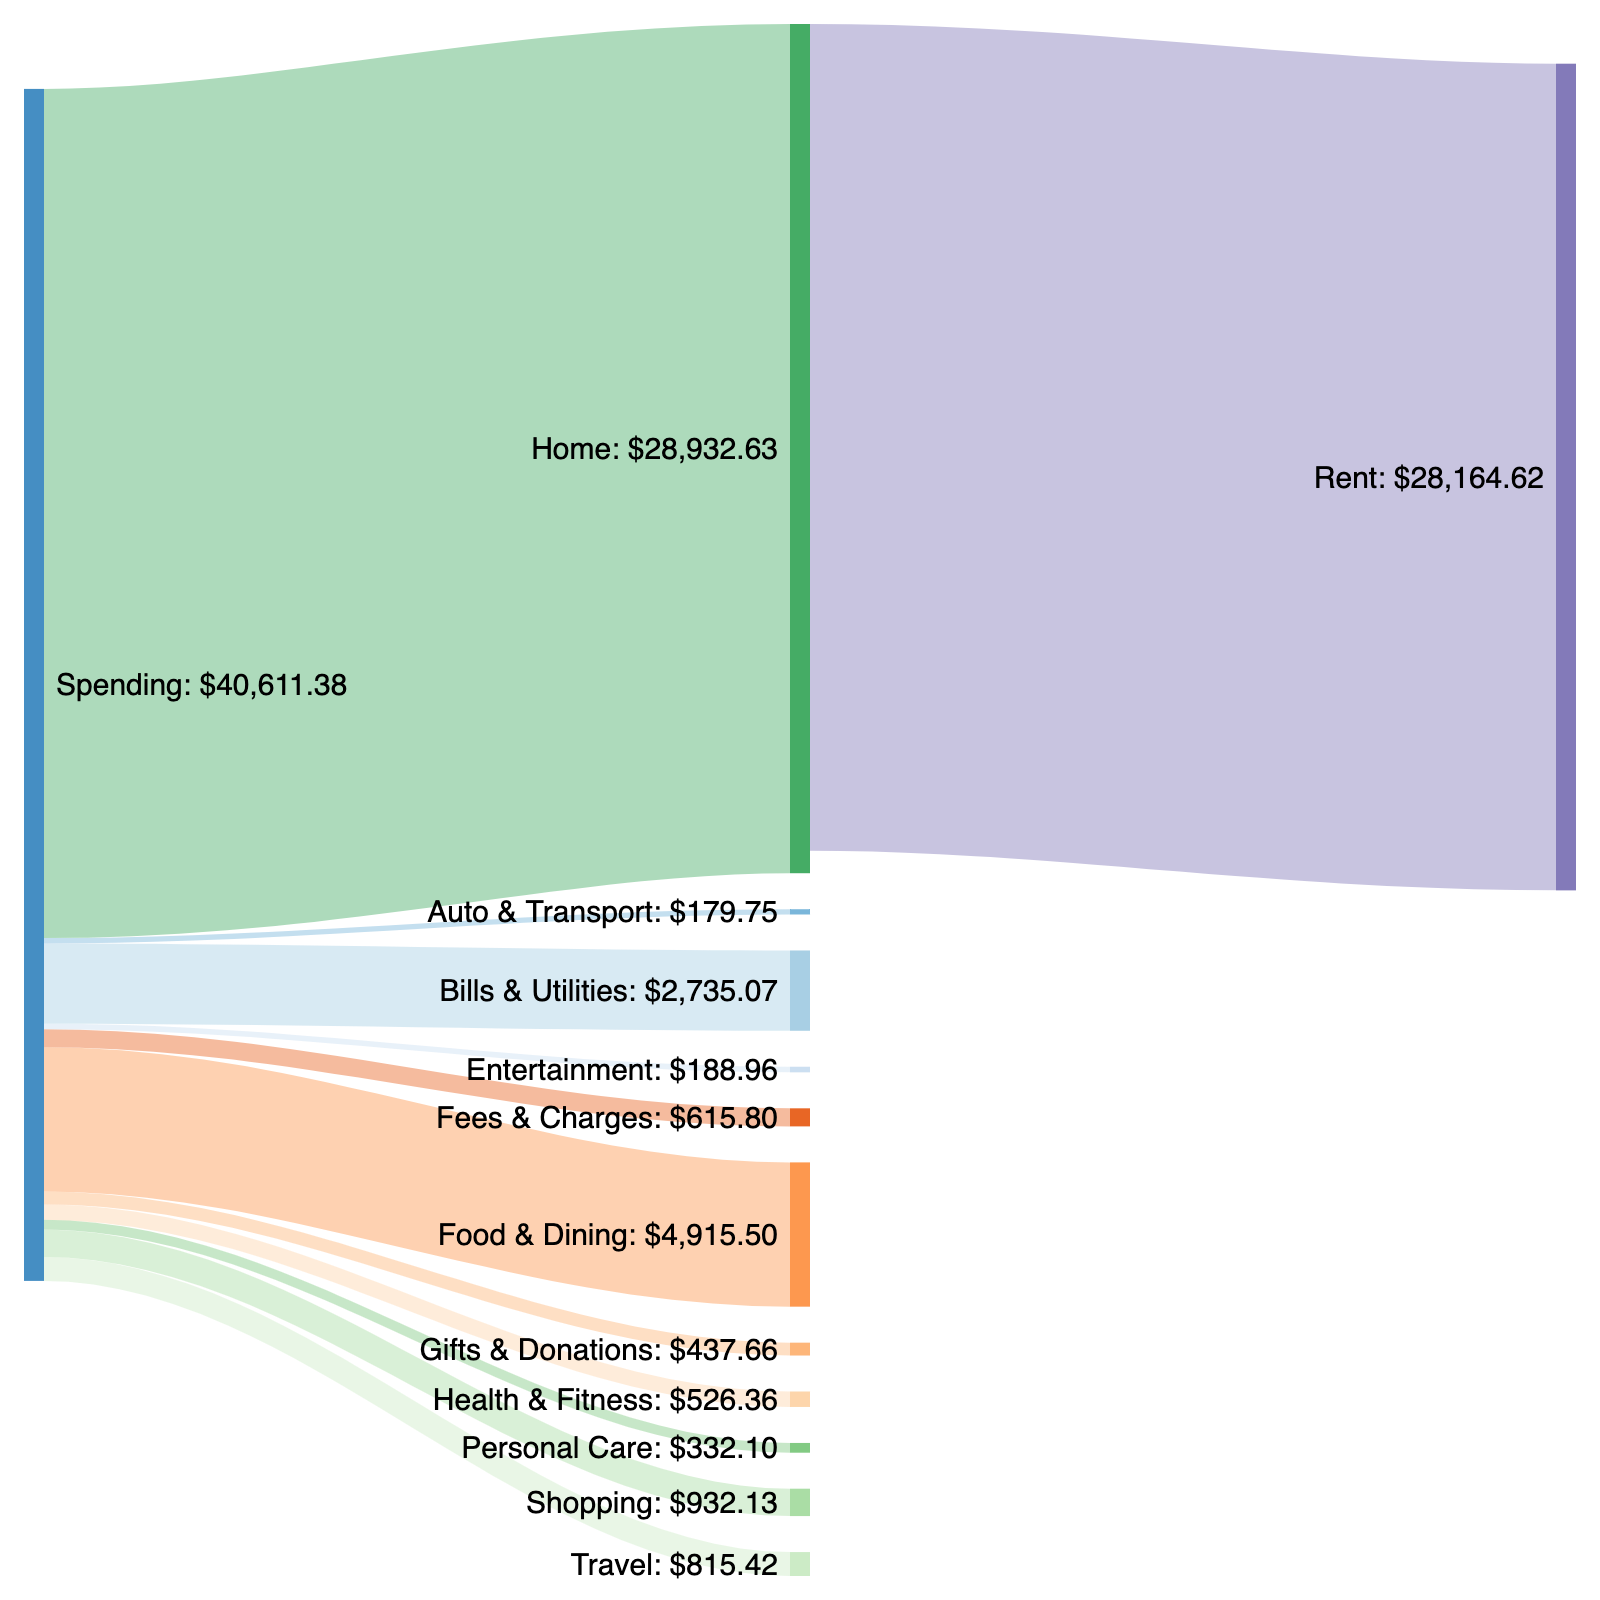 Home: $28,932.63
Rent: $28,164.62
Spending: $40,611.38
Auto & Transport: $179.75
Bills & Utilities: $2,735.07
Entertainment: $188.96
Fees & Charges: $615.80
Food & Dining: $4,915.50
Gifts & Donations: $437.66
Health & Fitness: $526.36
Personal Care: $332.10
Shopping: $932.13
Travel: $815.42